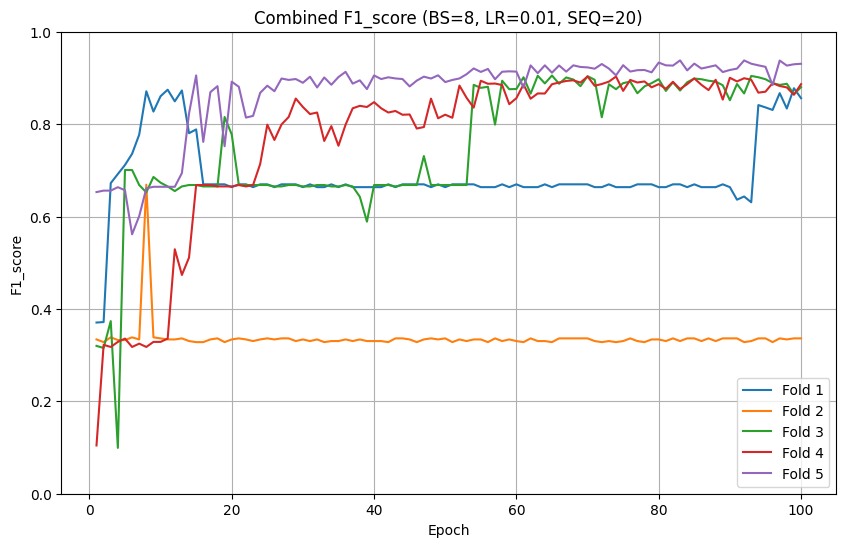 Combined F1_score (BS=8, LR=0.01, SEQ=20)
1.0
0.8
0.6
0.4
0.2
0.0
F1_score
0 20 40 60 80 100
Epoch
Fold 1
Fold 2
Fold 3
Fold 4
Fold 5